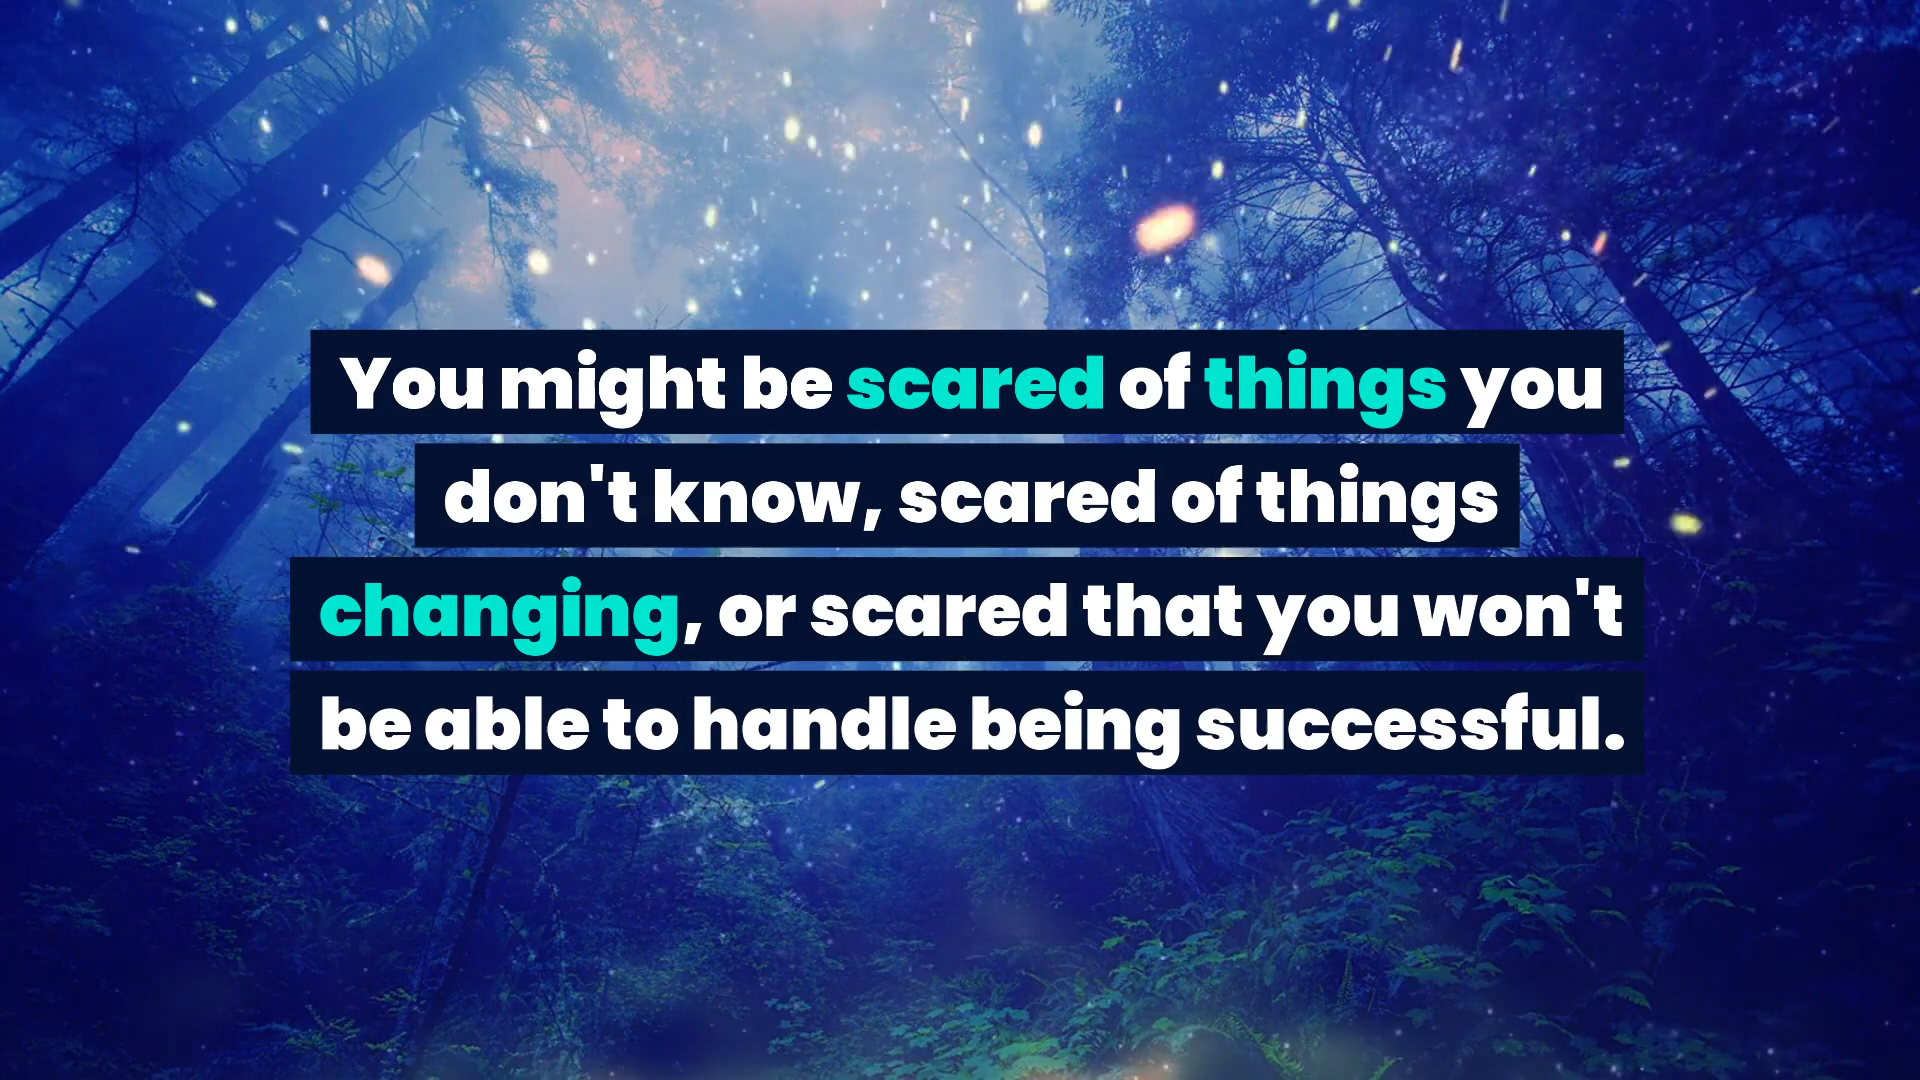 You might be scared of things you
don't know, scared of things
changing, or scared that you won't
be able to handle being successful.